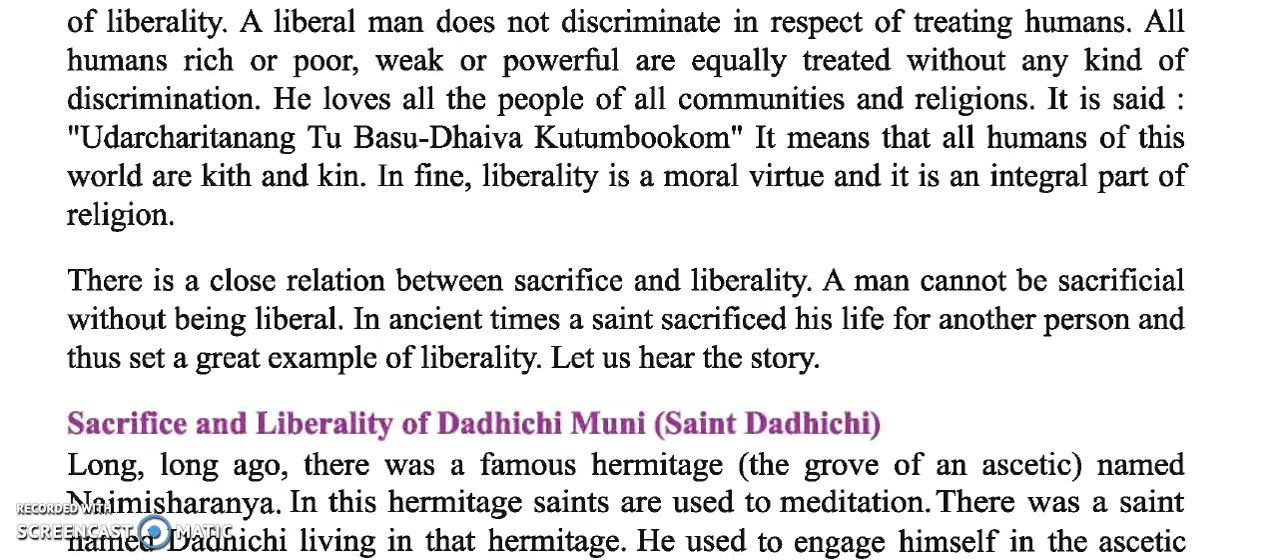 of liberality. A liberal man does not discriminate in respect of treating humans. All
humans rich or poor, weak or powerful are equally treated without any kind of
discrimination. He loves all the people of all communities and religions. It is said :
"Udarcharitanang Tu Basu-Dhaiva Kutumbookom" It means that all humans of this
world are kith and kin. In fine, liberality is a moral virtue and it is an integral part of
religion.
There is a close relation between sacrifice and liberality. A man cannot be sacrificial
without being liberal. In ancient times a saint sacrificed his life for another person and
thus set a great example of liberality. Let us hear the story.
Sacrifice and Liberality of Dadhichi Muni (Saint Dadhichi)
Long, long ago, there was a famous hermitage (the grove of an ascetic) named
Naimisharanya. In this hermitage saints are used to meditation. There was a saint
named Dadhichi living in that hermitage. He used to engage himself in the ascetic
RECORDED WITH
SCREENCAST MATIC